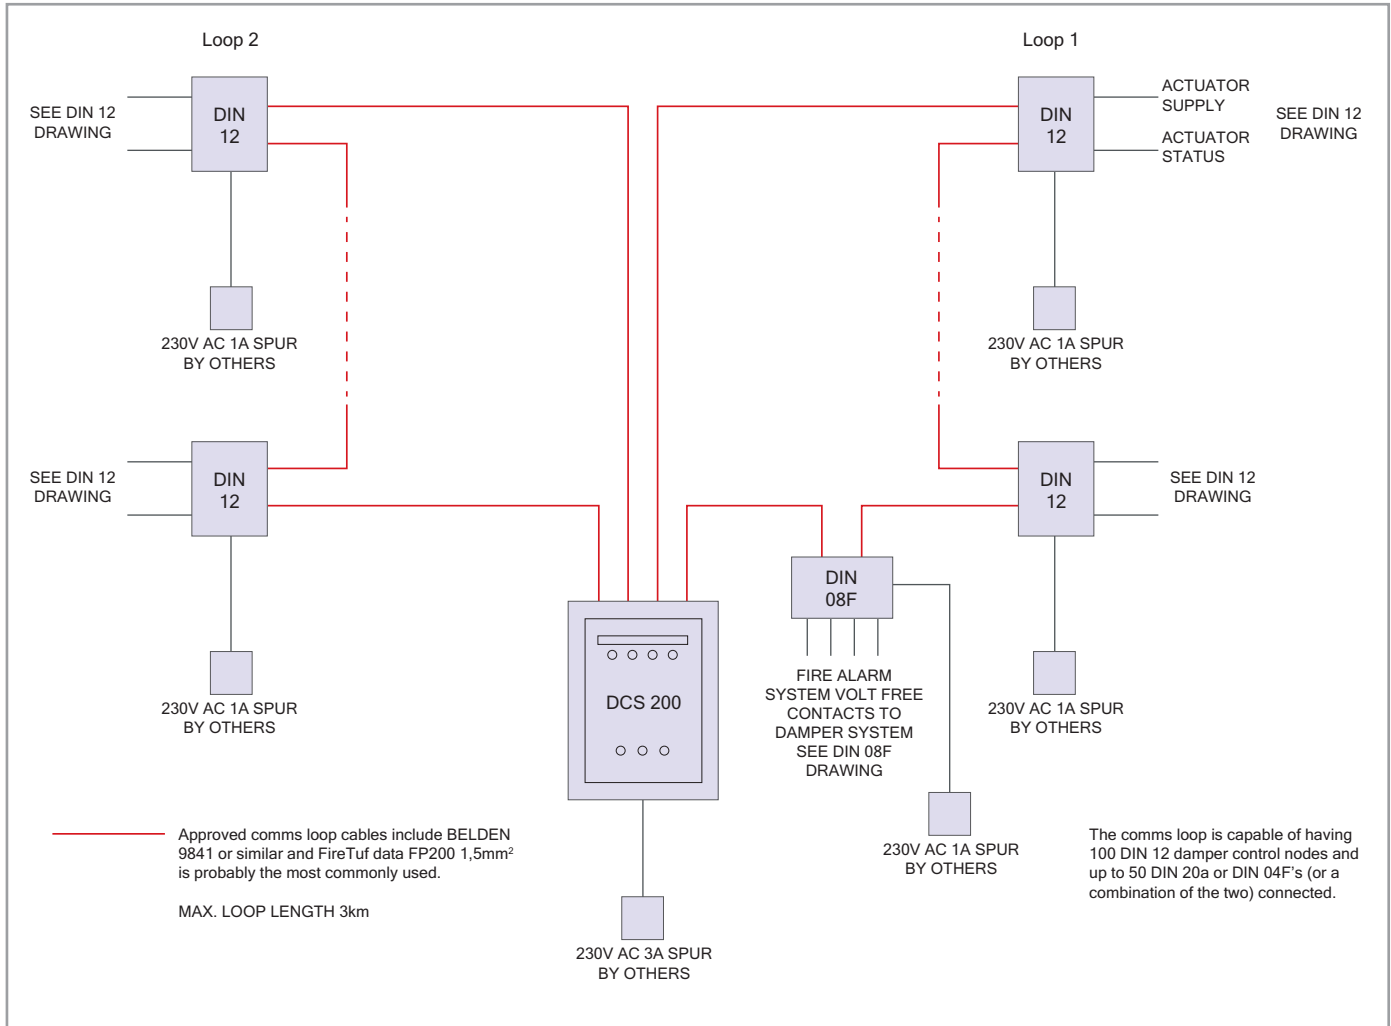 Loop 2
Loop 1
SEE DIN 12
DRAWING
DIN
12
DIN
12
ACTUATOR
SUPPLY
ACTUATOR
STATUS
SEE DIN 12
DRAWING
230V AC 1A SPUR
BY OTHERS
230V AC 1A SPUR
BY OTHERS
SEE DIN 12
DRAWING
DIN
12
DIN
12
SEE DIN 12
DRAWING
DIN
08F
230V AC 1A SPUR
BY OTHERS
DCS 200
FIRE ALARM
SYSTEM VOLT FREE
CONTACTS TO
DAMPER SYSTEM
SEE DIN 08F
DRAWING
230V AC 1A SPUR
BY OTHERS
Approved comms loop cables include BELDEN
9841 or similar and FireTuf data FP200 1,5mm²
is probably the most commonly used.
MAX. LOOP LENGTH 3km
230V AC 1A SPUR
BY OTHERS
The comms loop is capable of having
100 DIN 12 damper control nodes and
up to 50 DIN 20a or DIN 04F's (or a
combination of the two) connected.
230V AC 3A SPUR
BY OTHERS